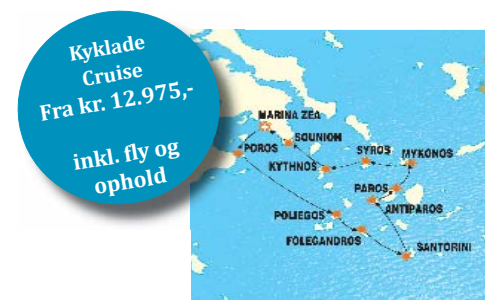 Kyklade
Cruise
Fra kr. 12.975,-
inkl. fly og
ophold
MARINA ZEA
SOUNION
POROS
SYROS
MYKONOS
KYTHNOS
PAROS
ANTIPAROS
POLIEGOS
FOLEGANDROS
SANTORINI